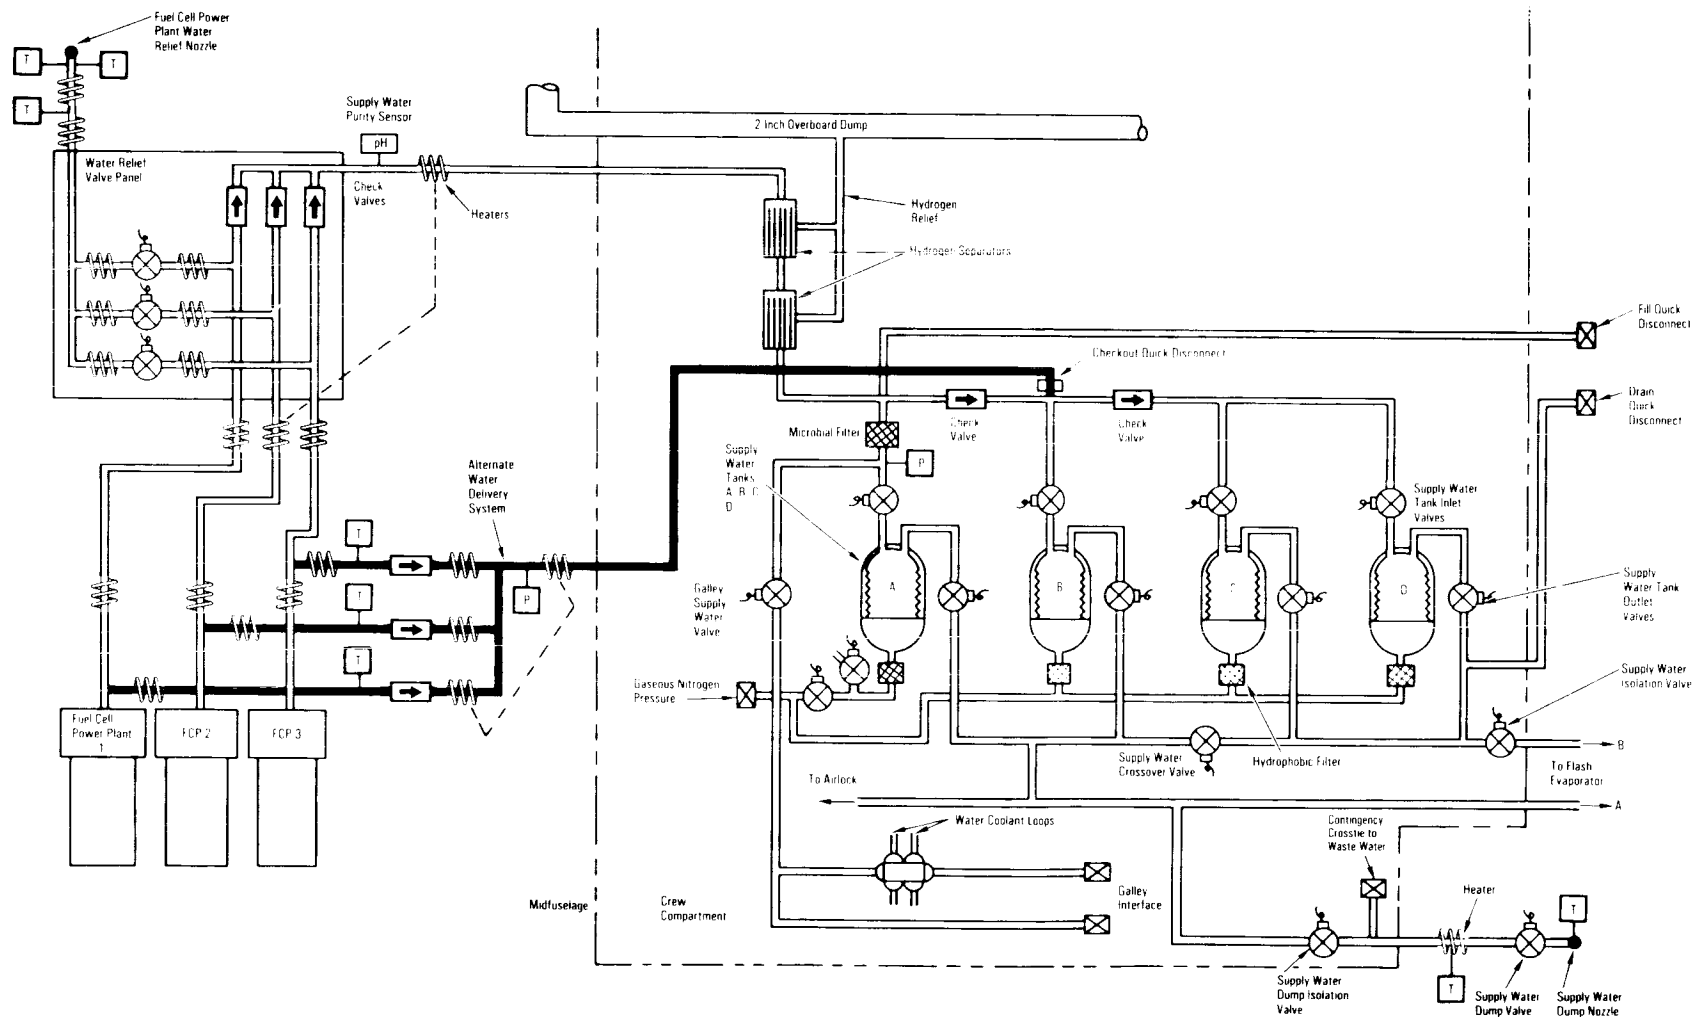 Fuel Cell Power
Plant Water
Relief Nozzle
T
T
T
Supply Water
Purity Sensor
pH
2 Inch Overboard Dump
Water Relief
Valve Panel
Check
Valves
Heaters
Hydrogen
Relief
Hydrogen Separators
Fill Quick
Disconnect
Checkout Quick Disconnect
Drain
Quick
Disconnect
Microbial Filter
Check
Valve
Check
Valve
Supply
Water
Tanks
A B C
D
P
Alternate
Water
Delivery
System
Supply Water
Tank Inlet
Valves
T
T
T
P
Galley
Supply
Water
Valve
A
B
C
D
Supply
Water Tank
Outlet
Valves
Gaseous Nitrogen
Pressure
Supply Water
Isolation Valve
Fuel Cell
Power Plant
1
FCP 2
FCP 3
Supply Water
Crossover Valve
Hydrophobic Filter
B
To Flash
Evaporator
A
To Airlock
Water Coolant Loops
Contingency
Crosstie to
Waste Water
Midfuselage
Crew
Compartment
Galley
Interface
Heater
T
Supply Water
Dump Isolation
Valve
T
Supply Water
Dump Valve
Supply Water
Dump Nozzle